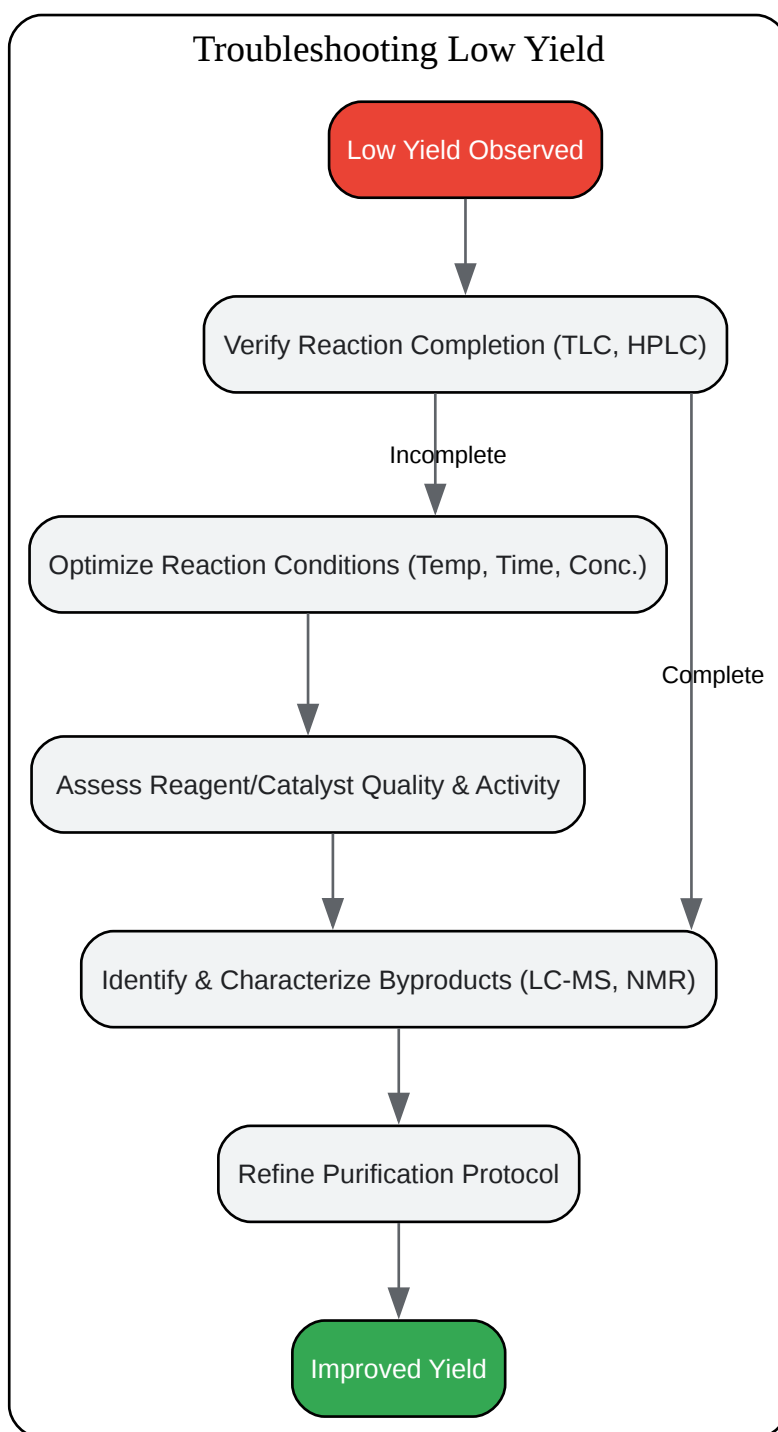 Troubleshooting Low Yield
Low Yield Observed
Verify Reaction Completion (TLC, HPLC)
Incomplete
Optimize Reaction Conditions (Temp, Time, Conc.)
Complete
Assess Reagent/Catalyst Quality & Activity
Identify & Characterize Byproducts (LC-MS, NMR)
Refine Purification Protocol
Improved Yield